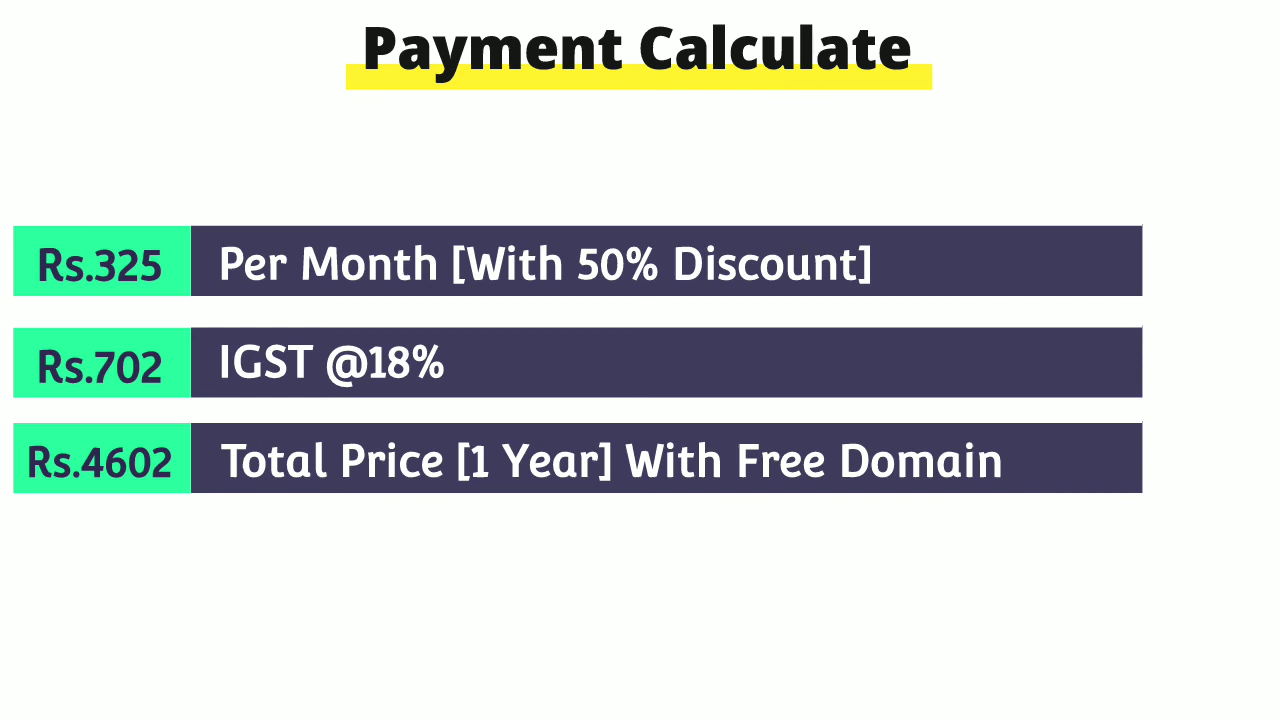 Payment Calculate
Rs.325 Per Month [With 50% Discount]
Rs.702 IGST @18%
Rs.4602 Total Price [1 Year] With Free Domain